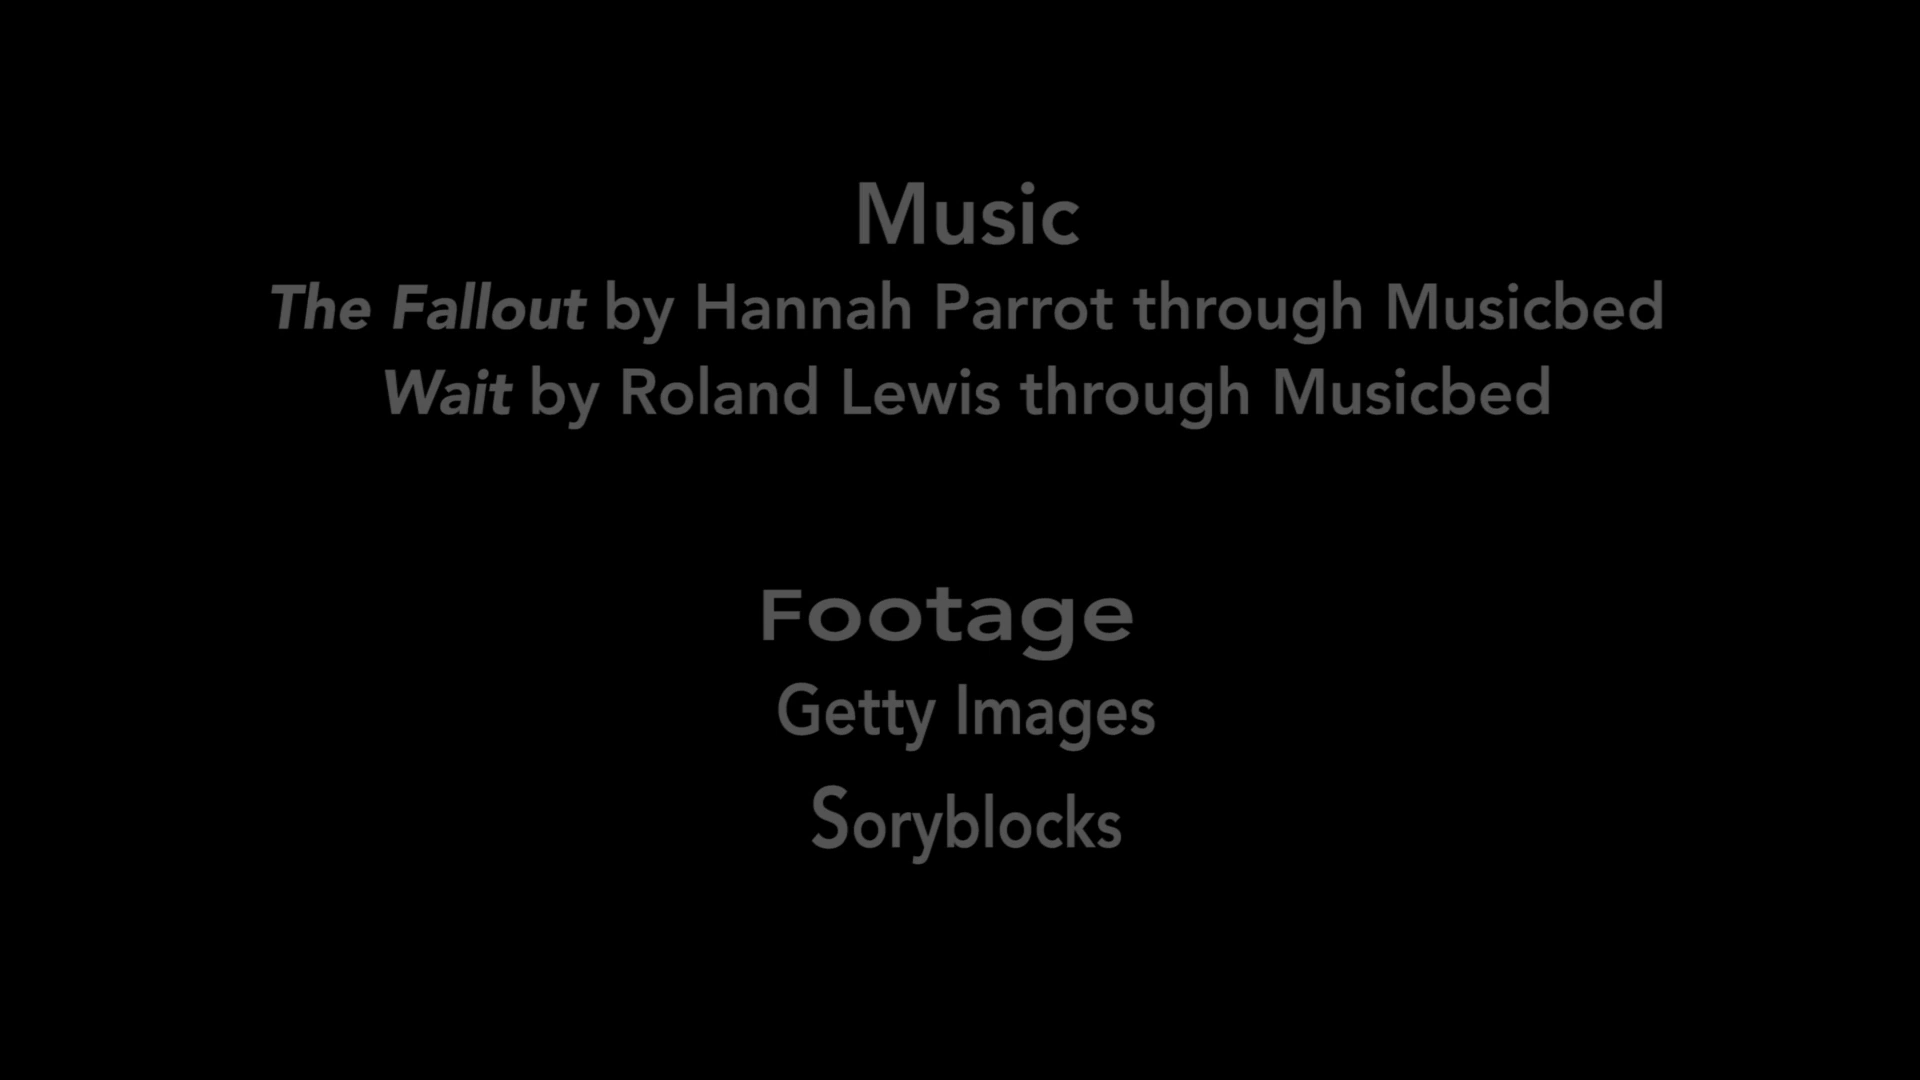 Music
The Fallout by Hannah Parrot through Musicbed
Wait by Roland Lewis through Musicbed
Footage
Getty Images
Soryblocks